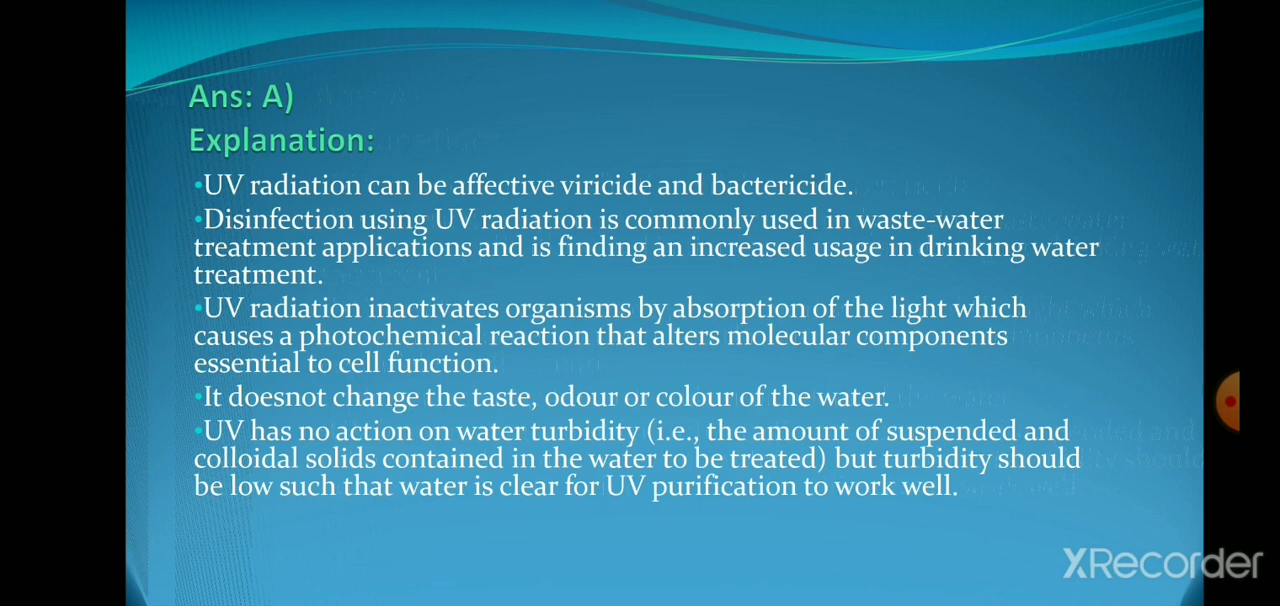 Ans: A)
Explanation:
•UV radiation can be affective viricide and bactericide.
•Disinfection using UV radiation is commonly used in waste-water
treatment applications and is finding an increased usage in drinking water
treatment.
•UV radiation inactivates organisms by absorption of the light which
causes a photochemical reaction that alters molecular components
essential to cell function.
•It doesnot change the taste, odour or colour of the water.
•UV has no action on water turbidity (i.e., the amount of suspended and
colloidal solids contained in the water to be treated) but turbidity should
be low such that water is clear for UV purification to work well.
XRecorder